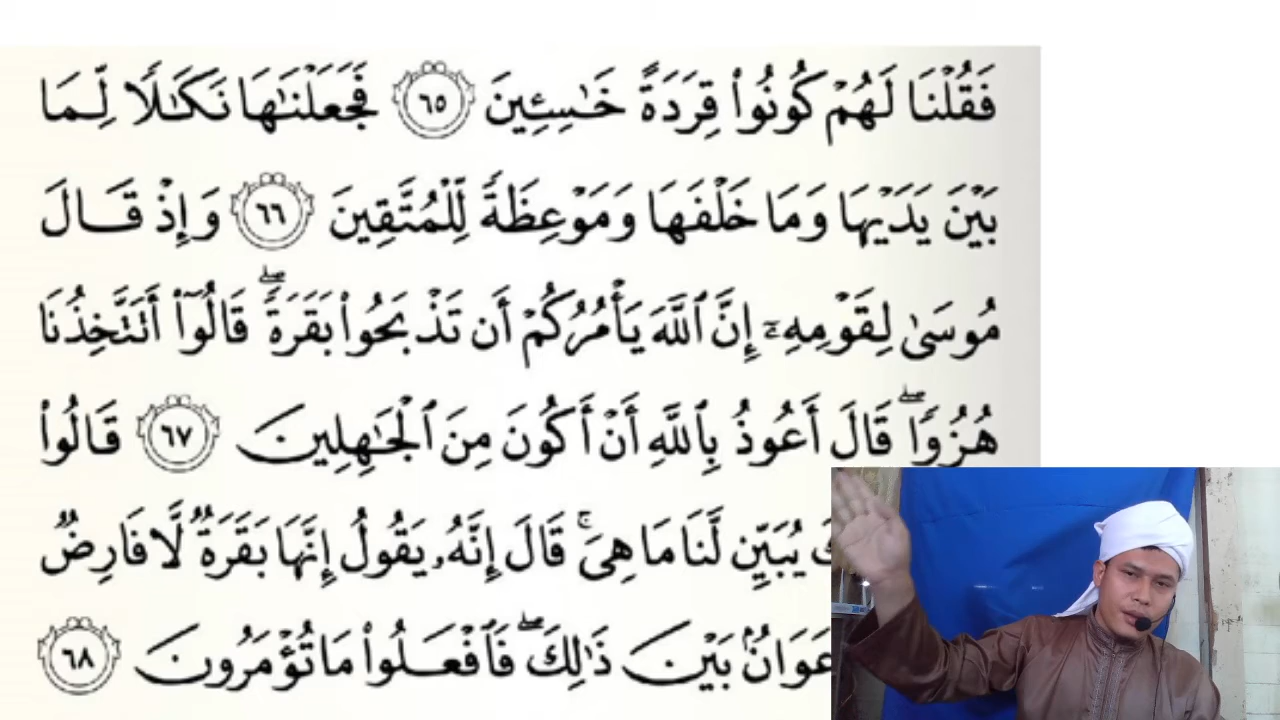 فَقُلْنَا لَهُمْ كُونُوا۟ قِرَدَةً خَـٰسِـِٔينَ ٦٥ فَجَعَلْنَـٰهَا نَكَـٰلًا لِّمَا
بَيْنَ يَدَيْهَا وَمَا خَلْفَهَا وَمَوْعِظَةً لِّلْمُتَّقِينَ ٦٦ وَإِذْ قَالَ
مُوسَىٰ لِقَوْمِهِۦٓ إِنَّ ٱللَّهَ يَأْمُرُكُمْ أَن تَذْبَحُوا۟ بَقَرَةً ۖ قَالُوٓا۟ أَتَتَّخِذُنَا
هُزُوًا ۖ قَالَ أَعُوذُ بِٱللَّهِ أَنْ أَكُونَ مِنَ ٱلْجَـٰهِلِينَ ٦٧ قَالُوا۟
يُبَيِّن لَّنَا مَا هِىَ ۚ قَالَ إِنَّهُۥ يَقُولُ إِنَّهَا بَقَرَةٌ لَّا فَارِضٌ
بَيْنَ ذَٰلِكَ ۖ فَٱفْعَلُوا۟ مَا تُؤْمَرُونَ ٦٨